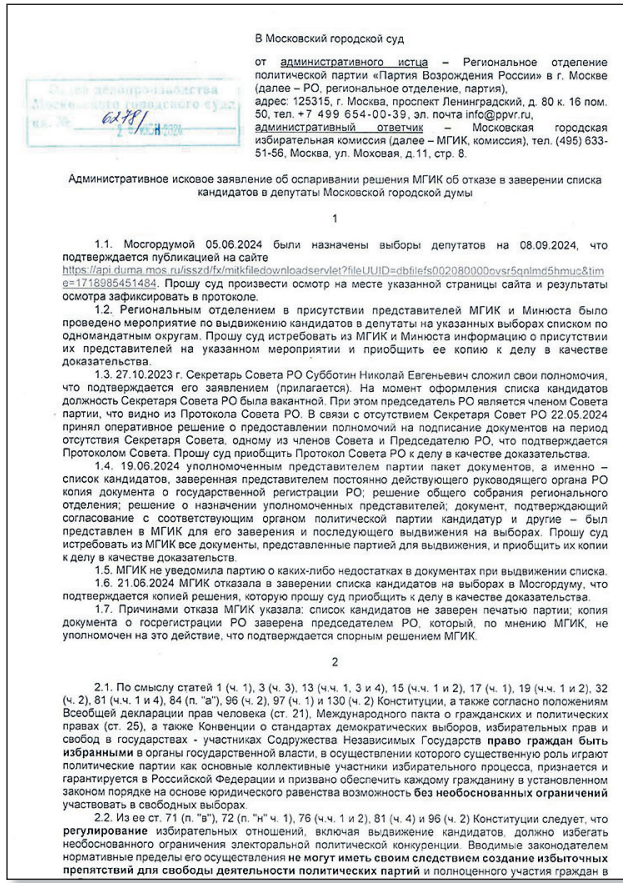 В Московский городской суд
от административного истца – Региональное отделение
политической партии «Партия Возрождения России» в г. Москве
(далее – РО, региональное отделение, партия),
адрес: 125315, г. Москва, проспект Ленинградский, д. 80 к. 16 пом.
50, тел. +7 499 654-00-39, эл. почта info@ppvr.ru,
административный ответчик – Московская городская
избирательная комиссия (далее – МГИК, комиссия), тел. (495) 633-
51-56, Москва, ул. Моховая, д.11, стр. 8.
Отдел делопроизводства
Московского городского суда
вх. № 6278/
2 ИЮН 2024
Административное исковое заявление об оспаривании решения МГИК об отказе в заверении списка
кандидатов в депутаты Московской городской думы
1
1.1. Мосгордумой 05.06.2024 были назначены выборы депутатов на 08.09.2024, что
подтверждается публикацией на сайте
https://api.duma.mos.ru/isszd/fx/mitkfiledownloadservlet?fileUUID=dbfilefs002080000ovsr5qnlmd5hmuc&tim
e=1718985451484. Прошу суд произвести осмотр на месте указанной страницы сайта и результаты
осмотра зафиксировать в протоколе.
1.2. Региональным отделением в присутствии представителей МГИК и Минюста было
проведено мероприятие по выдвижению кандидатов в депутаты на указанных выборах списком по
одномандатным округам. Прошу суд истребовать из МГИК и Минюста информацию о присутствии
их представителей на указанном мероприятии и приобщить ее копию к делу в качестве
доказательства.
1.3. 27.10.2023 г. Секретарь Совета РО Субботин Николай Евгеньевич сложил свои полномочия,
что подтверждается его заявлением (прилагается). На момент оформления списка кандидатов
должность Секретаря Совета РО была вакантной. При этом председатель РО является членом Совета
партии, что видно из Протокола Совета РО. В связи с отсутствием Секретаря Совет РО 22.05.2024
принял оперативное решение о предоставлении полномочий на подписание документов на период
отсутствия Секретаря Совета, одному из членов Совета и Председателю РО, что подтверждается
Протоколом Совета. Прошу суд приобщить Протокол Совета РО к делу в качестве доказательства.
1.4. 19.06.2024 уполномоченным представителем партии пакет документов, а именно –
список кандидатов, заверенная представителем постоянно действующего руководящего органа РО
копия документа о государственной регистрации РО; решение общего собрания регионального
отделения; решение о назначении уполномоченных представителей; документ, подтверждающий
согласование с соответствующим органом политической партии кандидатур и другие – был
представлен в МГИК для его заверения и последующего выдвижения на выборах. Прошу суд
истребовать из МГИК все документы, представленные партией для выдвижения, и приобщить их копии
к делу в качестве доказательств.
1.5. МГИК не уведомила партию о каких-либо недостатках в документах при выдвижении списка.
1.6. 21.06.2024 МГИК отказала в заверении списка кандидатов на выборах в Мосгордуму, что
подтверждается копией решения, которую прошу суд приобщить к делу в качестве доказательства.
1.7. Причинами отказа МГИК указала: список кандидатов не заверен печатью партии; копия
документа о госрегистрации РО заверена председателем РО, который, по мнению МГИК, не
уполномочен на это действие, что подтверждается спорным решением МГИК.
2
2.1. По смыслу статей 1 (ч. 1), 3 (ч. 3), 13 (ч.ч. 1, 3 и 4), 15 (ч.ч. 1 и 2), 17 (ч. 1), 19 (ч.ч. 1 и 2), 32
(ч. 2), 81 (ч.ч. 1 и 4), 84 (п. "а"), 96 (ч. 2), 97 (ч. 1) и 130 (ч. 2) Конституции, а также согласно положениям
Всеобщей декларации прав человека (ст. 21), Международного пакта о гражданских и политических
правах (ст. 25), а также Конвенции о стандартах демократических выборов, избирательных прав и
свобод в государствах - участниках Содружества Независимых Государств право граждан быть
избранными в органы государственной власти, в осуществлении которого существенную роль играют
политические партии как основные коллективные участники избирательного процесса, признается и
гарантируется в Российской Федерации и призвано обеспечить каждому гражданину в установленном
законом порядке на основе юридического равенства возможность без необоснованных ограничений
участвовать в свободных выборах.
2.2. Из ее ст. 71 (п. "в"), 72 (п. "н" ч. 1), 76 (ч.ч. 1 и 2), 81 (ч. 4) и 96 (ч. 2) Конституции следует, что
регулирование избирательных отношений, включая выдвижение кандидатов, должно избегать
необоснованного ограничения электоральной политической конкуренции. Вводимые законодателем
нормативные пределы его осуществления не могут иметь своим следствием создание избыточных
препятствий для свободы деятельности политических партий и полноценного участия граждан в